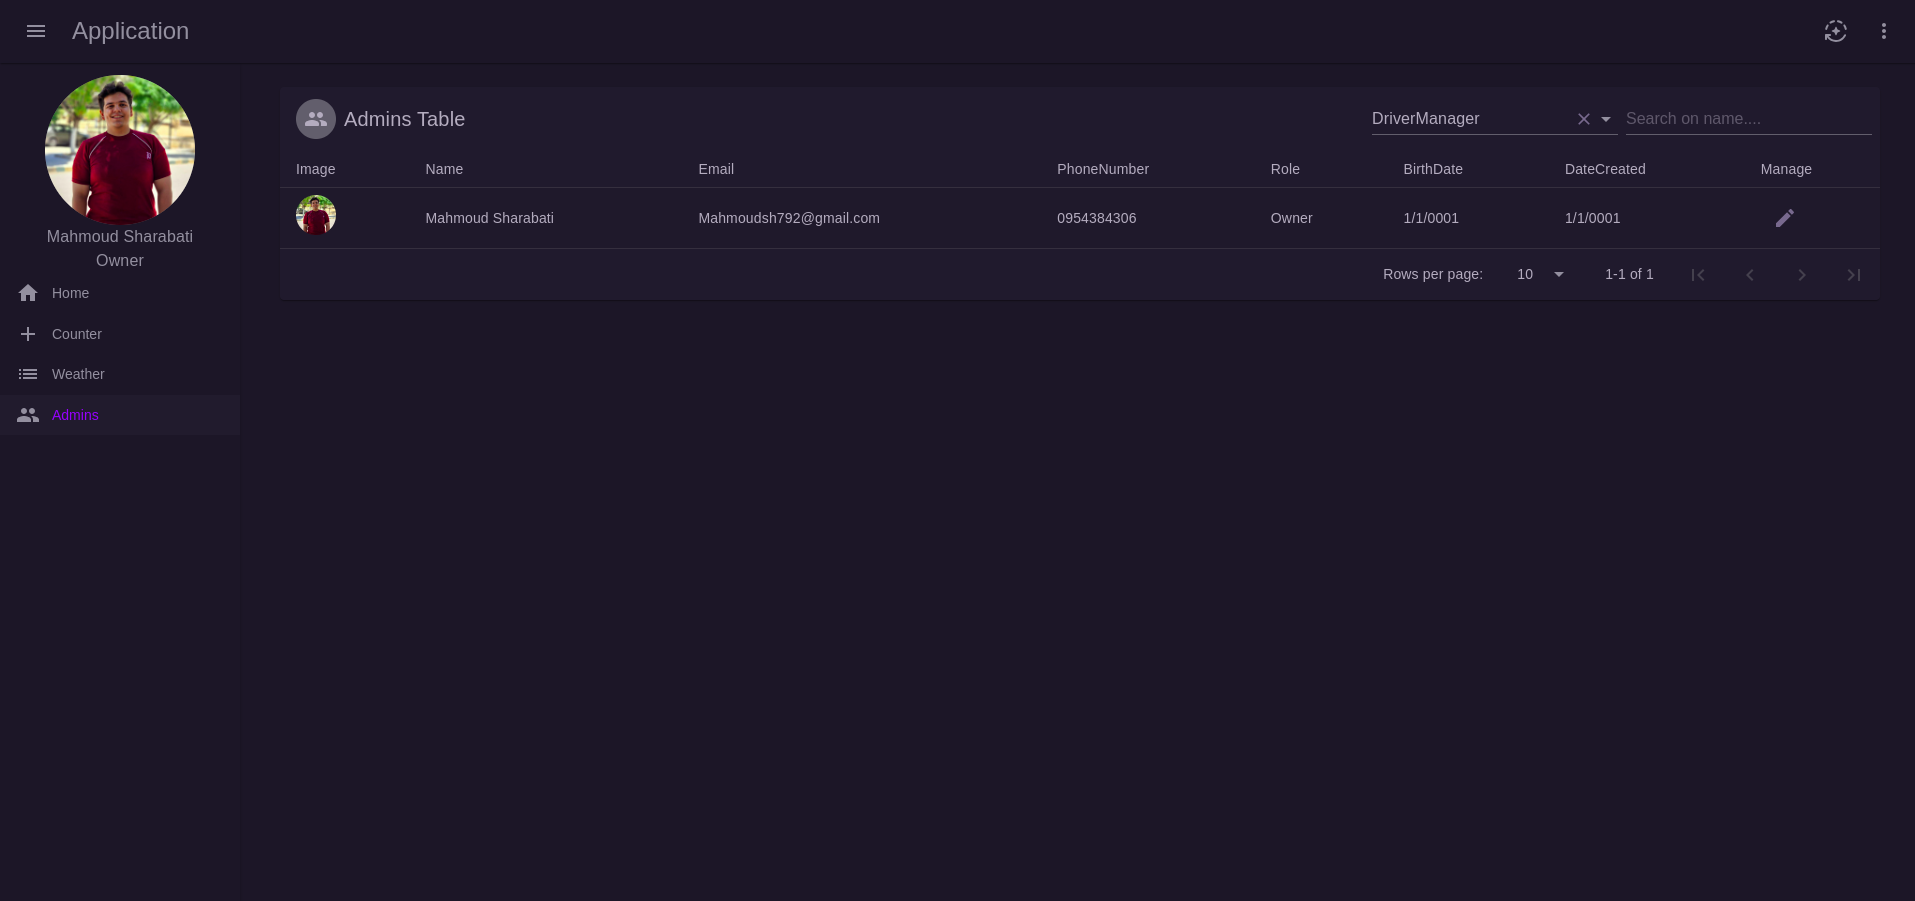 Application
Mahmoud Sharabati
Owner
Home
Counter
Weather
Admins
Admins Table
DriverManager
Search on name....
Image Name Email PhoneNumber Role BirthDate DateCreated Manage
Mahmoud Sharabati Mahmoudsh792@gmail.com 0954384306 Owner 1/1/0001 1/1/0001
Rows per page: 10 1-1 of 1